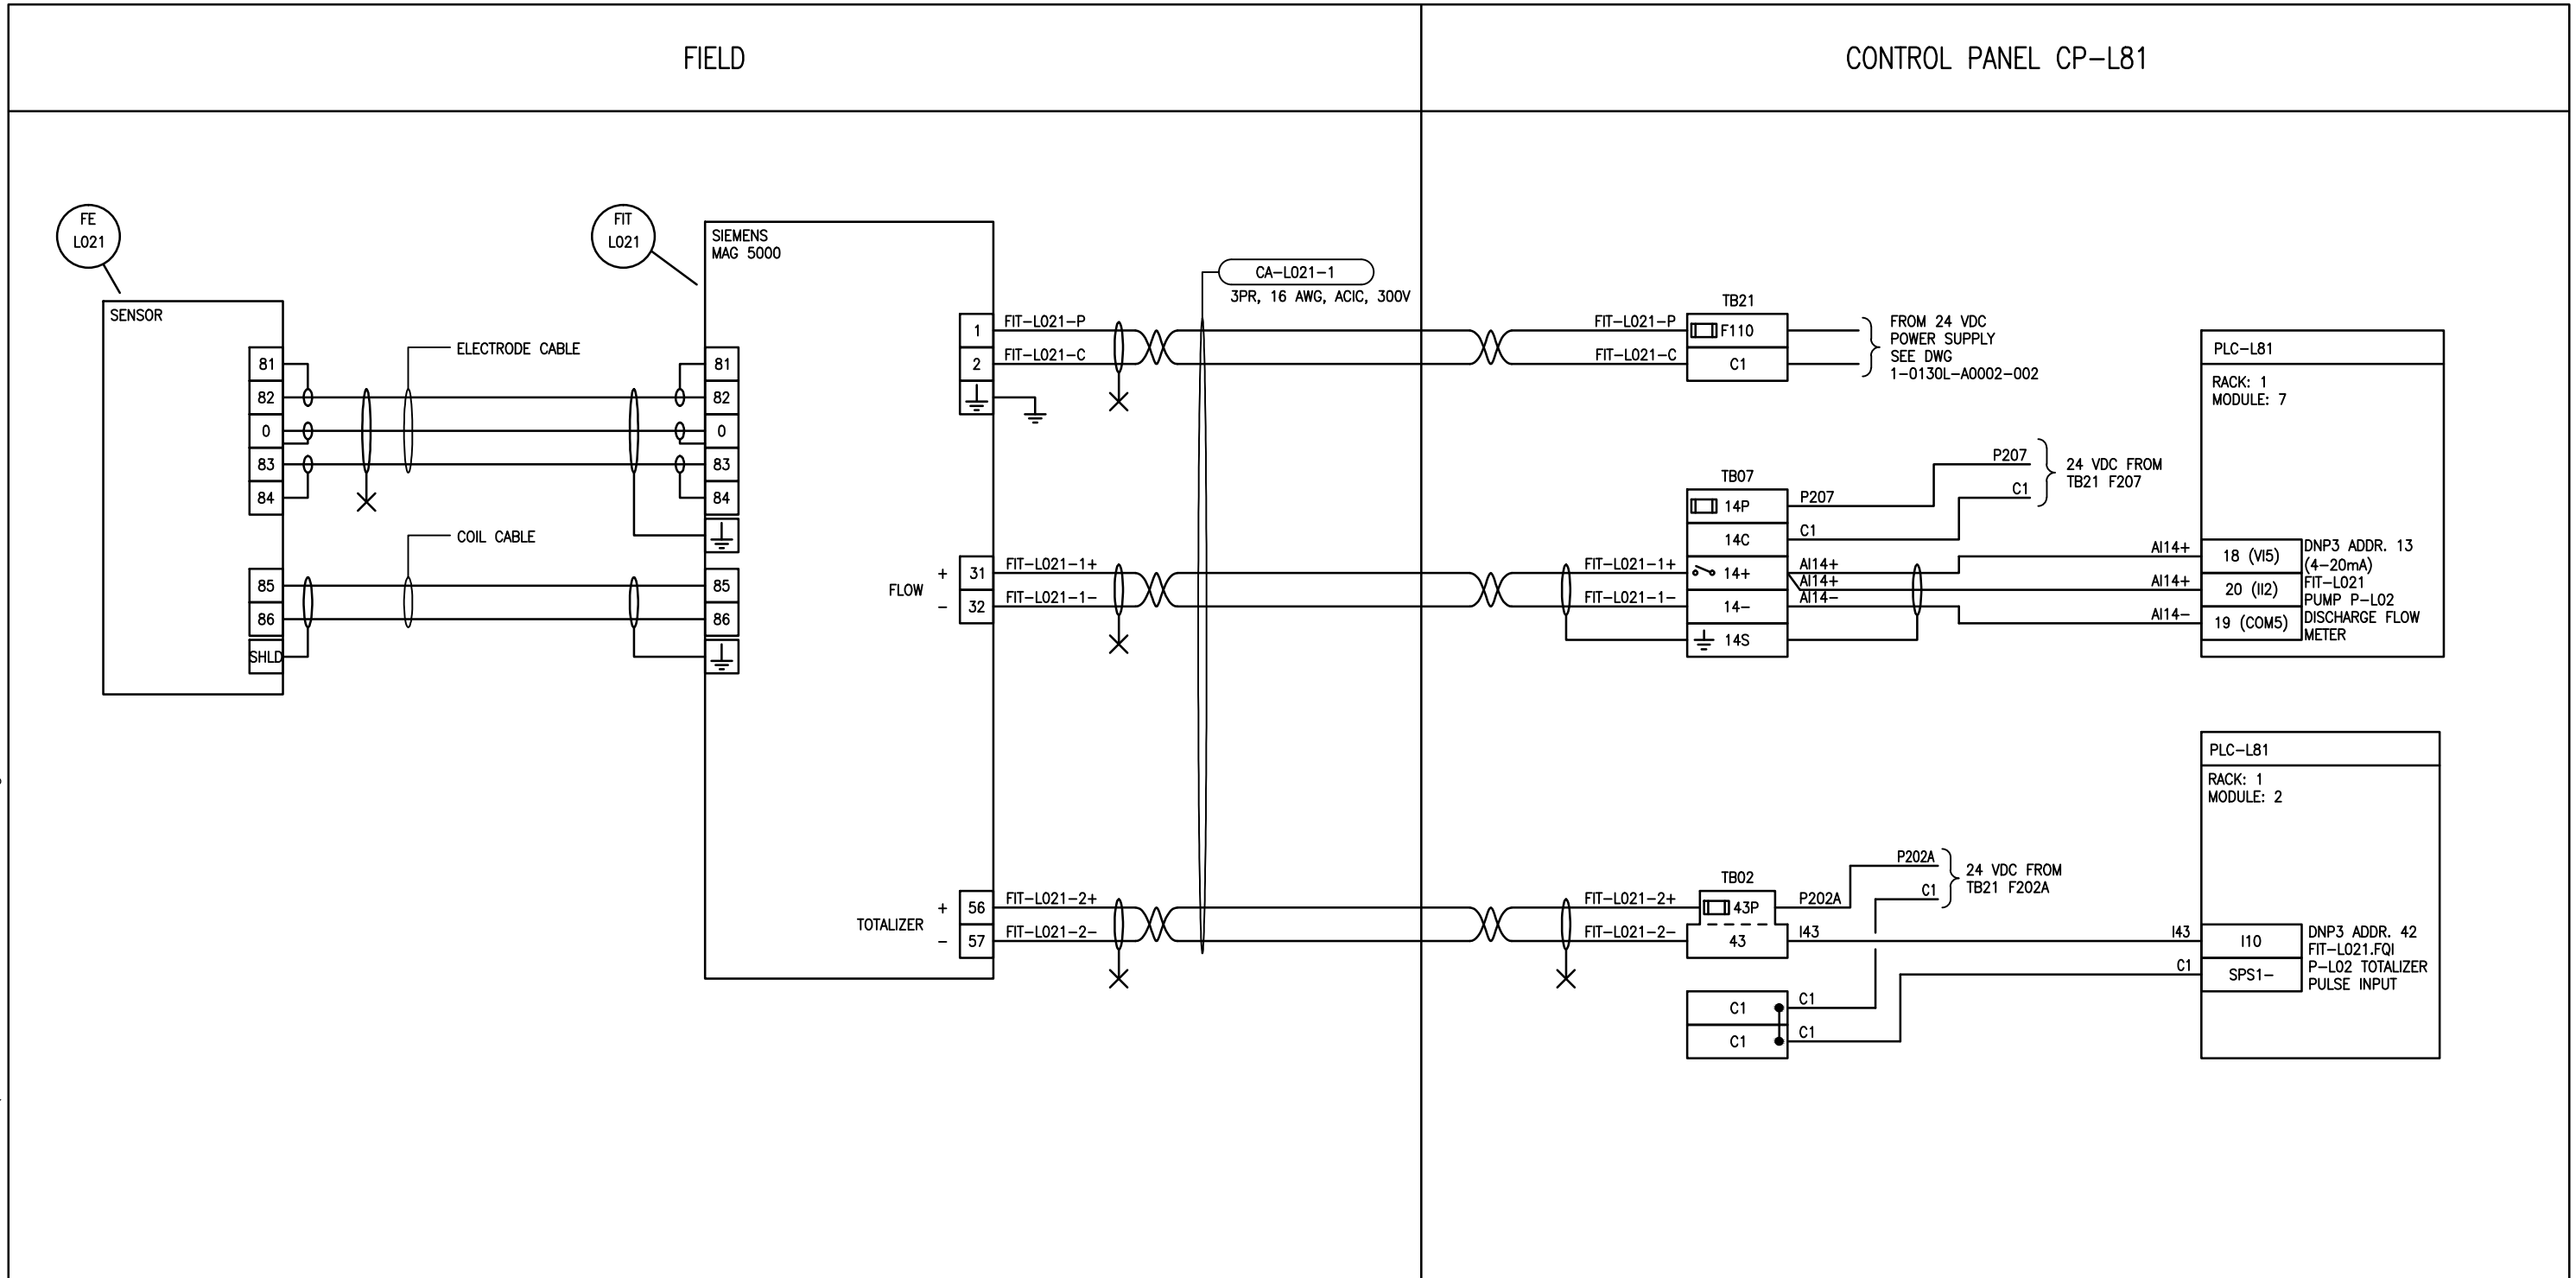 FIELD
CONTROL PANEL CP-L81
FE
L021
SENSOR
81
82
0
83
84
85
86
SHLD
ELECTRODE CABLE
COIL CABLE
FIT
L021
SIEMENS
MAG 5000
81
82
0
83
84
85
86
1
2
FLOW
+ 31
- 32
TOTALIZER
+ 56
- 57
FIT-L021-P
FIT-L021-C
FIT-L021-1+
FIT-L021-1-
FIT-L021-2+
FIT-L021-2-
CA-L021-1
3PR, 16 AWG, ACIC, 300V
FIT-L021-P
FIT-L021-C
TB21
F110
C1
FROM 24 VDC
POWER SUPPLY
SEE DWG
1-0130L-A0002-002
FIT-L021-1+
FIT-L021-1-
TB07
14P
14C
14+
14-
14S
P207
C1
AI14+
AI14+
AI14-
P207
C1
24 VDC FROM
TB21 F207
AI14+
AI14+
AI14-
PLC-L81
RACK: 1
MODULE: 7
18 (VI5)
20 (II2)
19 (COM5)
DNP3 ADDR. 13
(4-20mA)
FIT-L021
PUMP P-L02
DISCHARGE FLOW
METER
FIT-L021-2+
FIT-L021-2-
TB02
43P
43
C1
C1
P202A
I43
C1
C1
P202A
C1
24 VDC FROM
TB21 F202A
I43
C1
PLC-L81
RACK: 1
MODULE: 2
I10
SPS1-
DNP3 ADDR. 42
FIT-L021.FQI
P-L02 TOTALIZER
PULSE INPUT